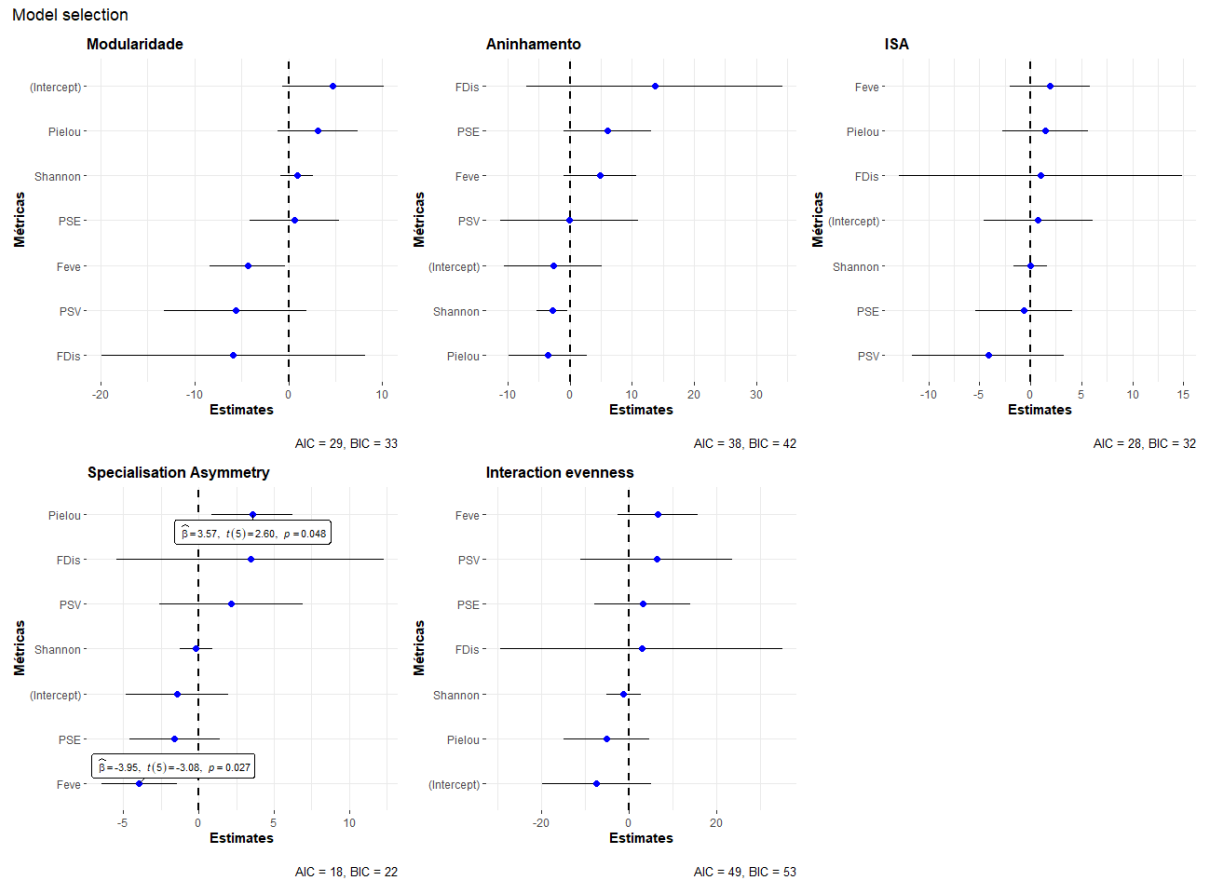 Model selection
Modularidade
Métricas
(Intercept)
Pielou
Shannon
PSE
Feve
PSV
FDis
-20 -10 0 10
Estimates
AIC = 29, BIC = 33
Aninhamento
Métricas
FDis
PSE
Feve
PSV
(Intercept)
Shannon
Pielou
-10 0 10 20 30
Estimates
AIC = 38, BIC = 42
ISA
Métricas
Feve
Pielou
FDis
(Intercept)
Shannon
PSE
PSV
-10 -5 0 5 10 15
Estimates
AIC = 28, BIC = 32
Specialisation Asymmetry
Métricas
Pielou
β̂=3.57, t(5)=2.60, p=0.048
FDis
PSV
Shannon
(Intercept)
PSE
β̂=-3.95, t(5)=-3.08, p=0.027
Feve
-5 0 5 10
Estimates
AIC = 18, BIC = 22
Interaction evenness
Métricas
Feve
PSV
PSE
FDis
Shannon
Pielou
(Intercept)
-20 0 20
Estimates
AIC = 49, BIC = 53